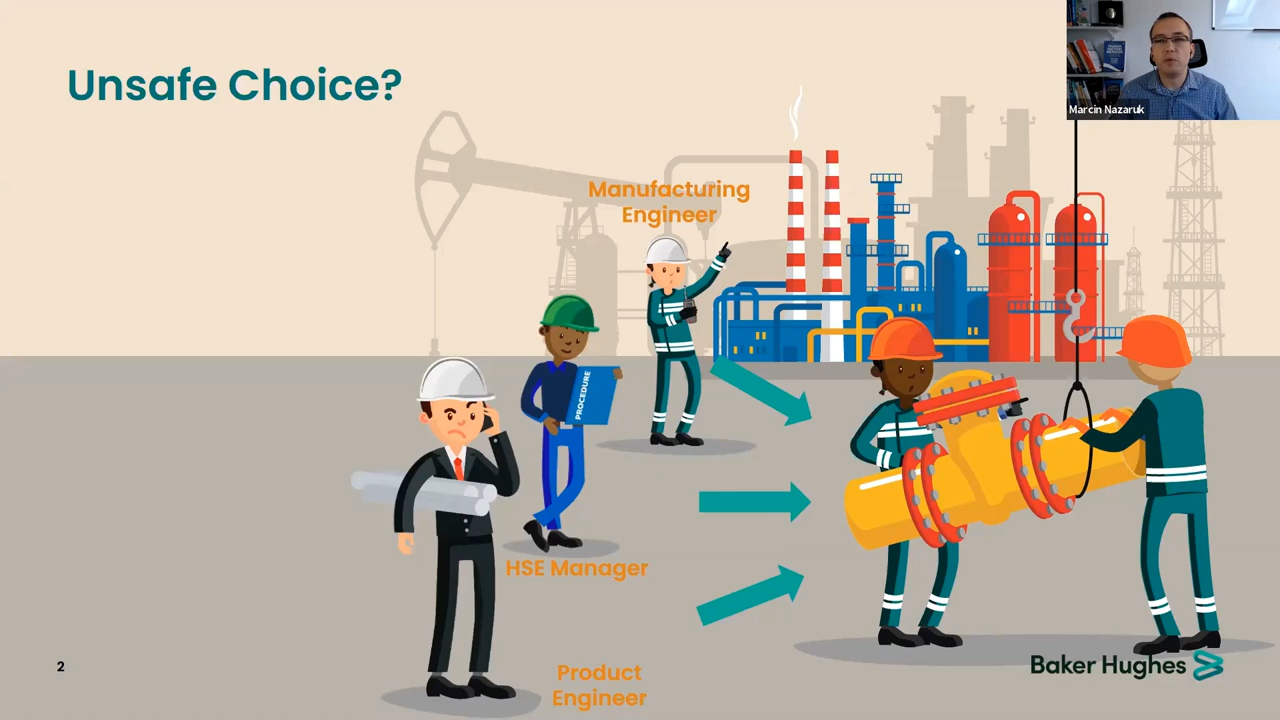 Unsafe Choice?
Marcin Nazaruk
Manufacturing
Engineer
PROCEDURE
HSE Manager
Product
Engineer
2
Baker Hughes